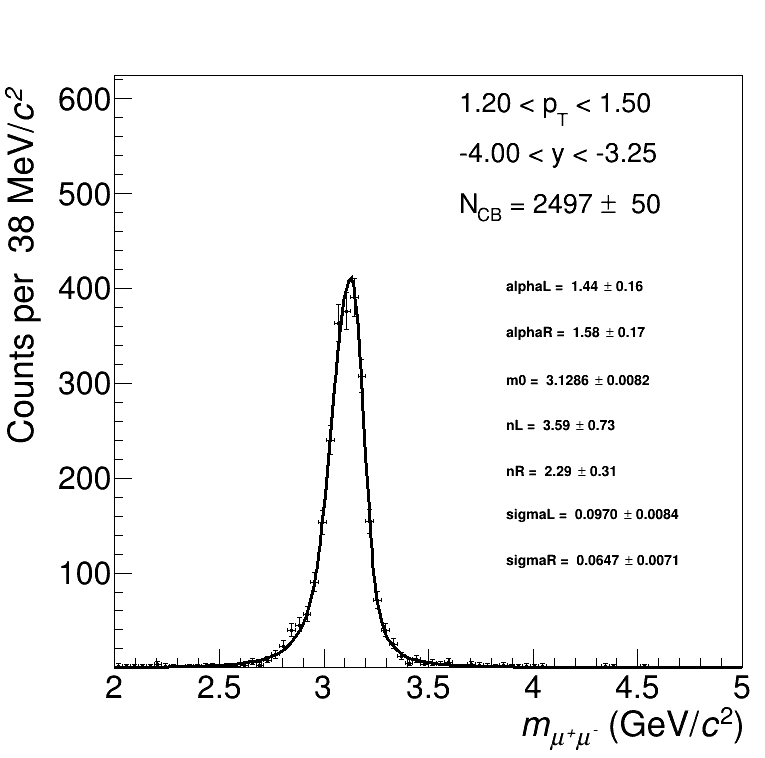 1.20 < p_T < 1.50
-4.00 < y < -3.25
N_CB = 2497 ± 50
alphaL = 1.44 ± 0.16
alphaR = 1.58 ± 0.17
m0 = 3.1286 ± 0.0082
nL = 3.59 ± 0.73
nR = 2.29 ± 0.31
sigmaL = 0.0970 ± 0.0084
sigmaR = 0.0647 ± 0.0071
Counts per 38 MeV/c²
600
500
400
300
200
100
2 2.5 3 3.5 4 4.5 5
m_μ⁺μ⁻ (GeV/c²)